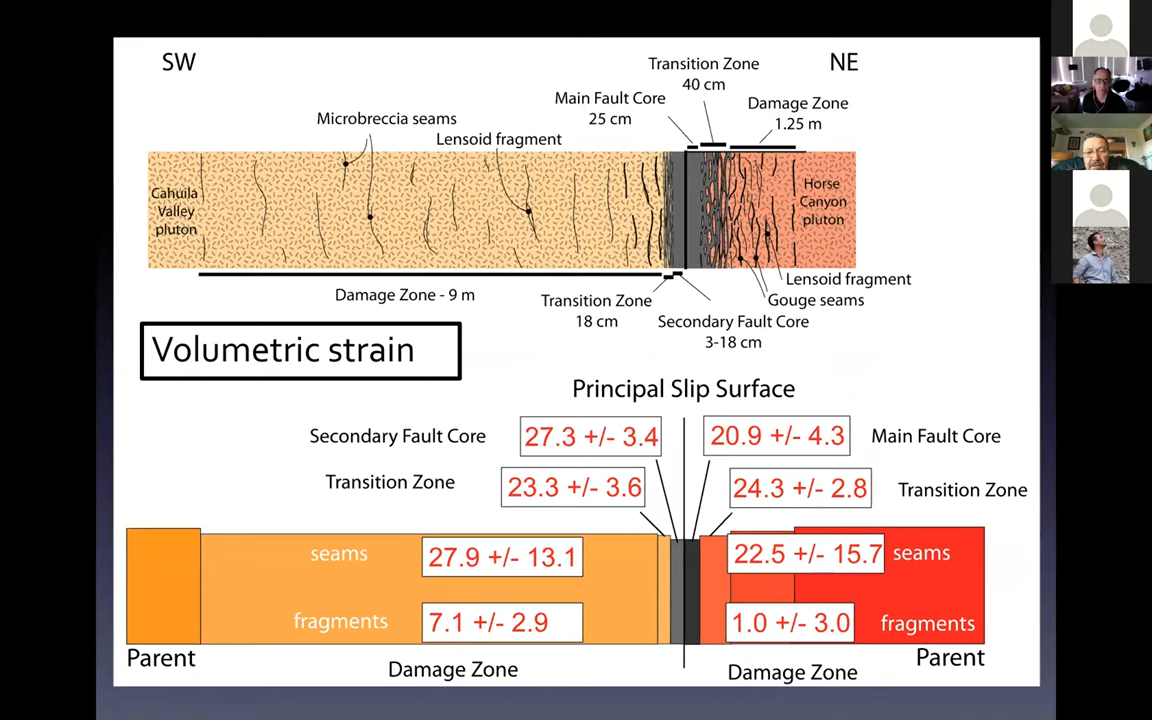 SW
NE
Transition Zone
40 cm
Main Fault Core
25 cm
Damage Zone
1.25 m
Microbreccia seams
Lensoid fragment
Cahuila
Valley
pluton
Horse
Canyon
pluton
Damage Zone - 9 m
Transition Zone
18 cm
Secondary Fault Core
3-18 cm
Lensoid fragment
Gouge seams
Volumetric strain
Principal Slip Surface
Secondary Fault Core
27.3 +/- 3.4
20.9 +/- 4.3
Main Fault Core
Transition Zone
23.3 +/- 3.6
24.3 +/- 2.8
Transition Zone
seams
27.9 +/- 13.1
22.5 +/- 15.7
seams
fragments
7.1 +/- 2.9
1.0 +/- 3.0
fragments
Parent
Damage Zone
Damage Zone
Parent